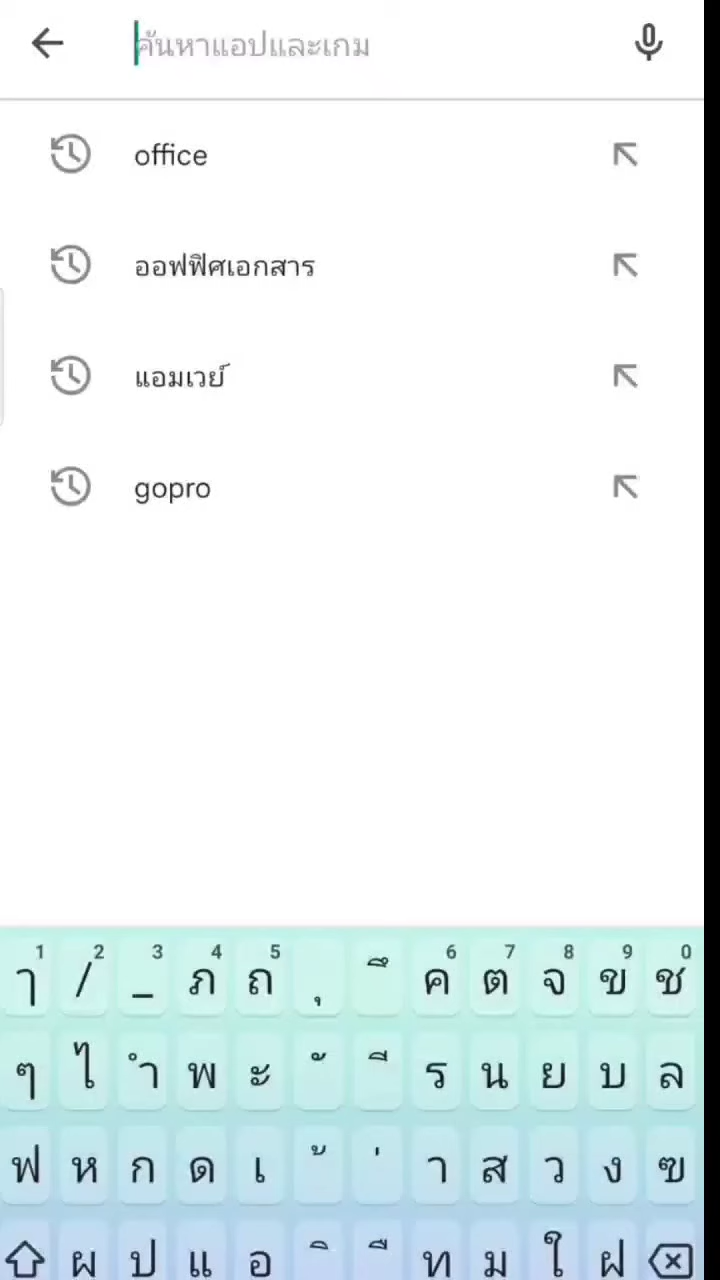 ค้นหาแอปและเกม
office
ออฟฟิศเอกสาร
แอมเวย์
gopro
1 2 3 4 5 6 7 8 9 0
ๅ / _ ภ ถ ุ ึ ค ต จ ข ช
ๆ ไ ำ พ ะ ั ี ร น ย บ ล
ฟ ห ก ด เ ้ ่ า ส ว ง ฃ
ผ ป แ อ ิ ื ท ม ใ ฝ